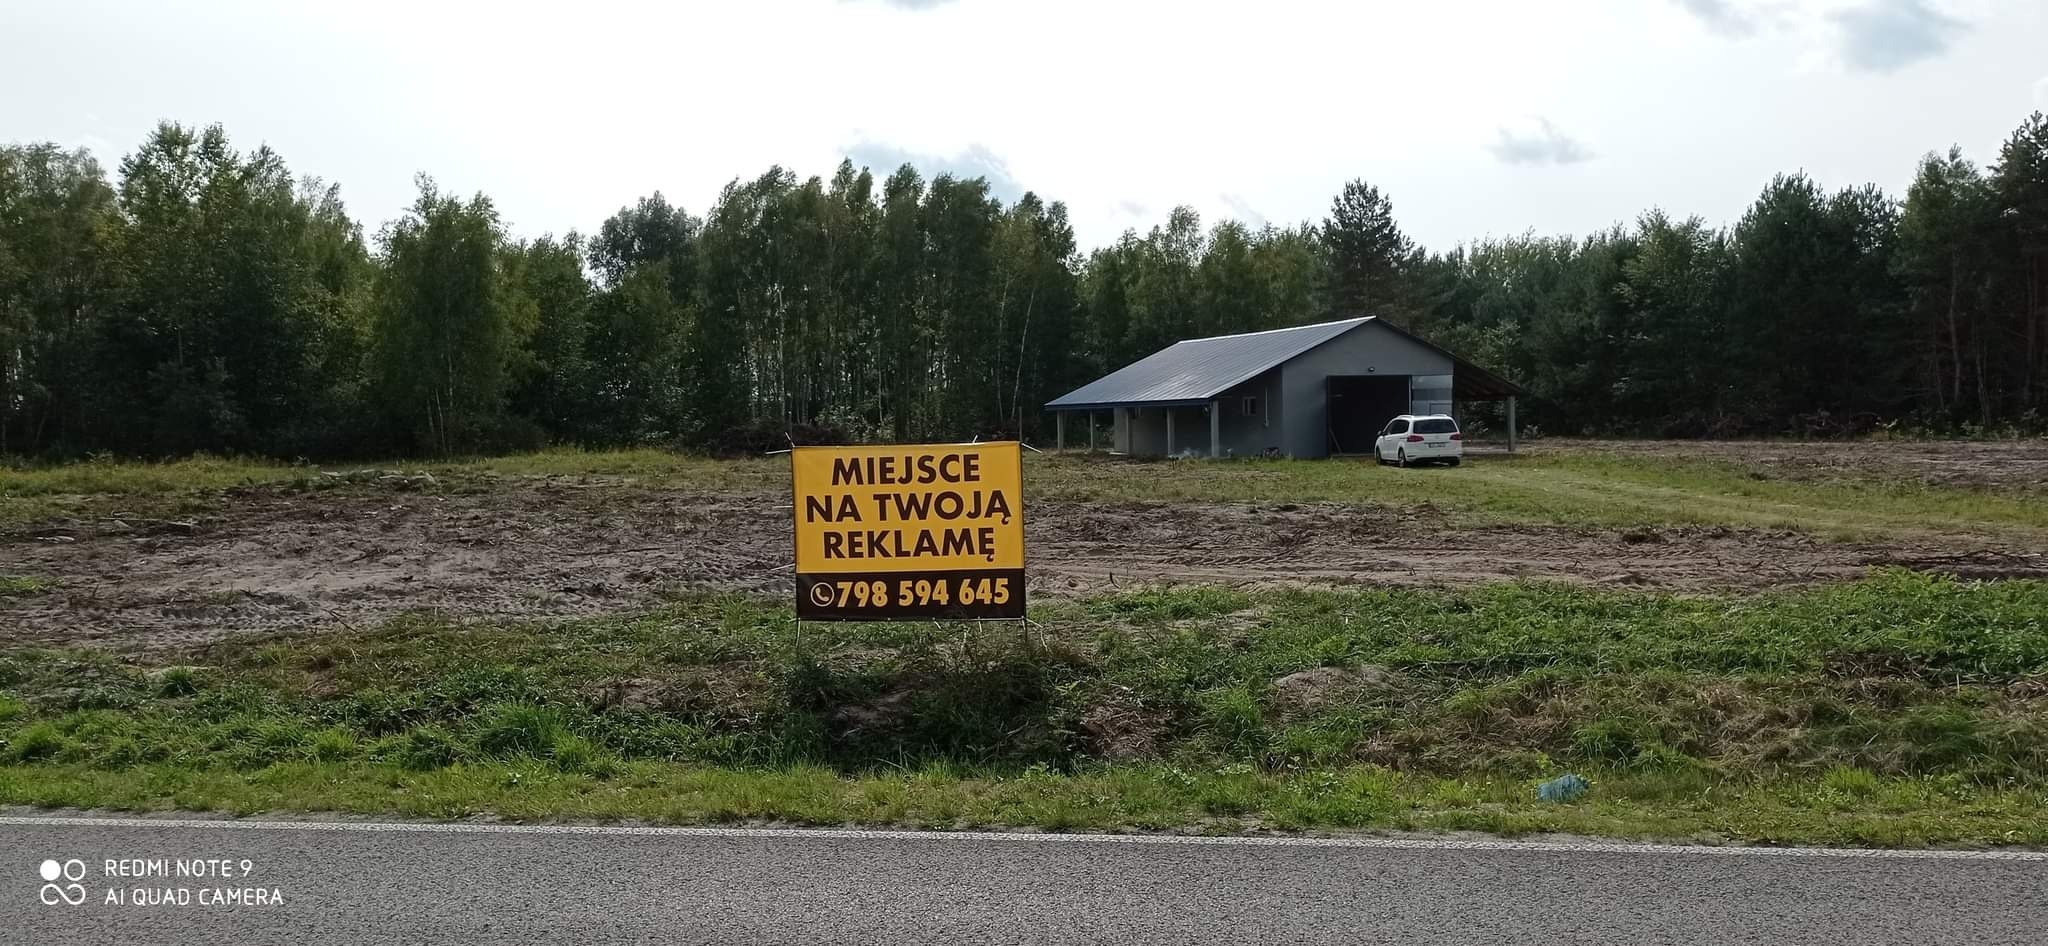 MIEJSCE
NA TWOJĄ
REKLAMĘ
798 594 645
REDMI NOTE 9
AI QUAD CAMERA